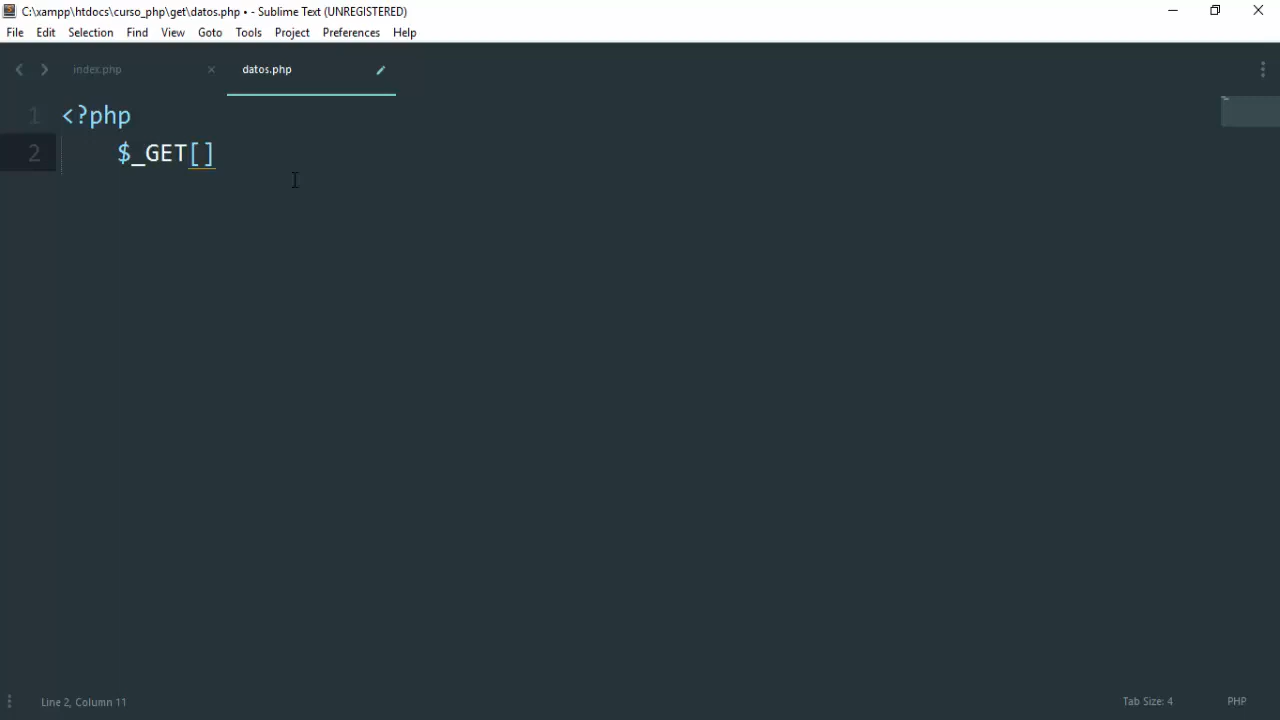 C:\xampp\htdocs\curso_php\get\datos.php • - Sublime Text (UNREGISTERED)
File Edit Selection Find View Goto Tools Project Preferences Help
index.php datos.php
1 <?php
2 $_GET[]
Line 2, Column 11 Tab Size: 4 PHP